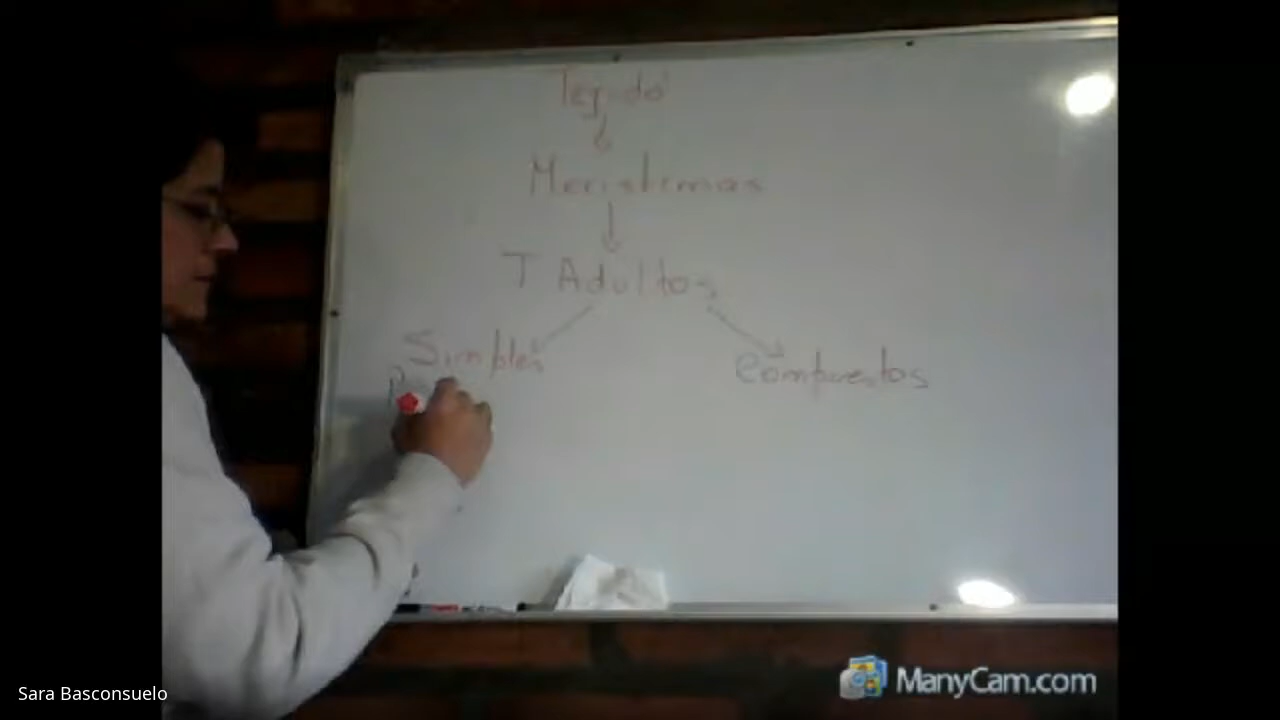 Tejido
Meristemas
T Adultos
Simples
Compuestos
Sara Basconsuelo
ManyCam.com